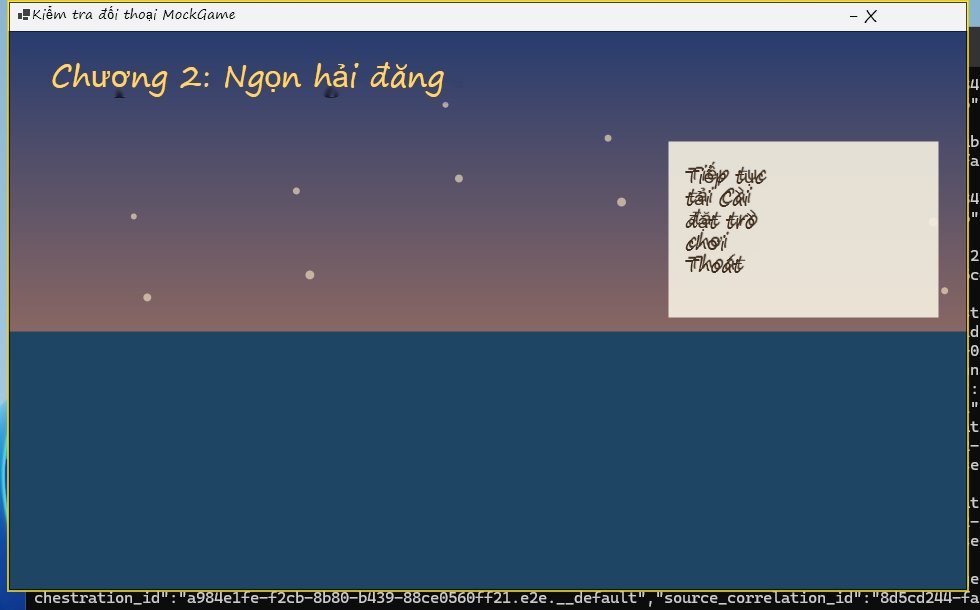 Kiểm tra đối thoại MockGame
Chương 2: Ngọn hải đăng
Tiếp tục
tải Cài
đặt trò
chơi
Thoát
chestration_id":"a984e1fe-f2cb-8b80-b439-88ce0560ff21.e2e.__default","source_correlation_id":"8d5cd244-fa